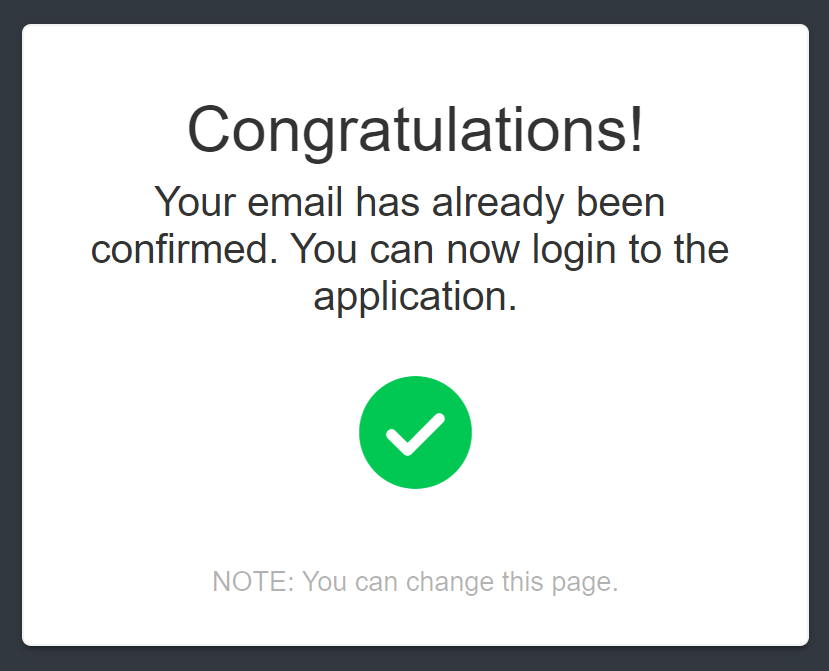 Congratulations!
Your email has already been
confirmed. You can now login to the
application.
NOTE: You can change this page.